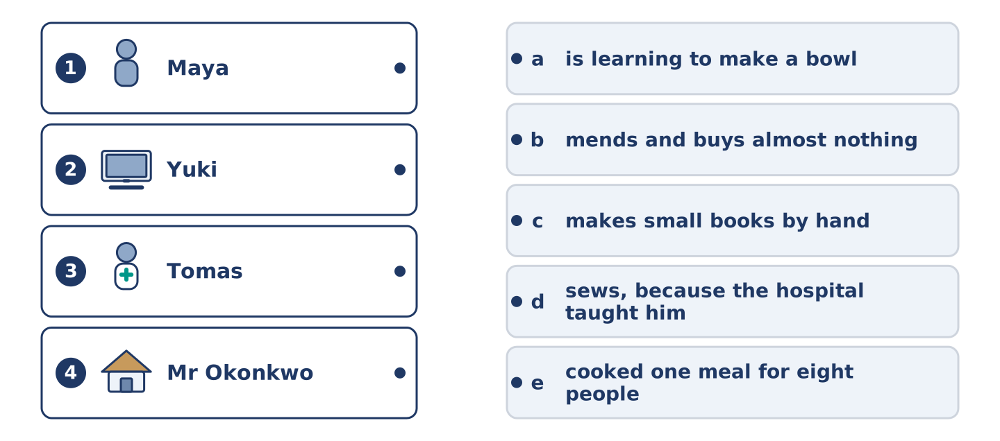 1 Maya
2 Yuki
3 Tomas
4 Mr Okonkwo
a is learning to make a bowl
b mends and buys almost nothing
c makes small books by hand
d sews, because the hospital
taught him
e cooked one meal for eight
people